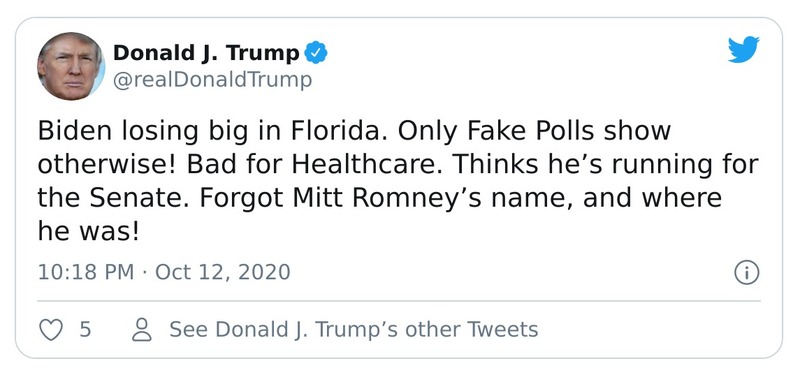 Donald J. Trump
@realDonaldTrump
Biden losing big in Florida. Only Fake Polls show
otherwise! Bad for Healthcare. Thinks he’s running for
the Senate. Forgot Mitt Romney’s name, and where
he was!
10:18 PM · Oct 12, 2020
5
See Donald J. Trump’s other Tweets